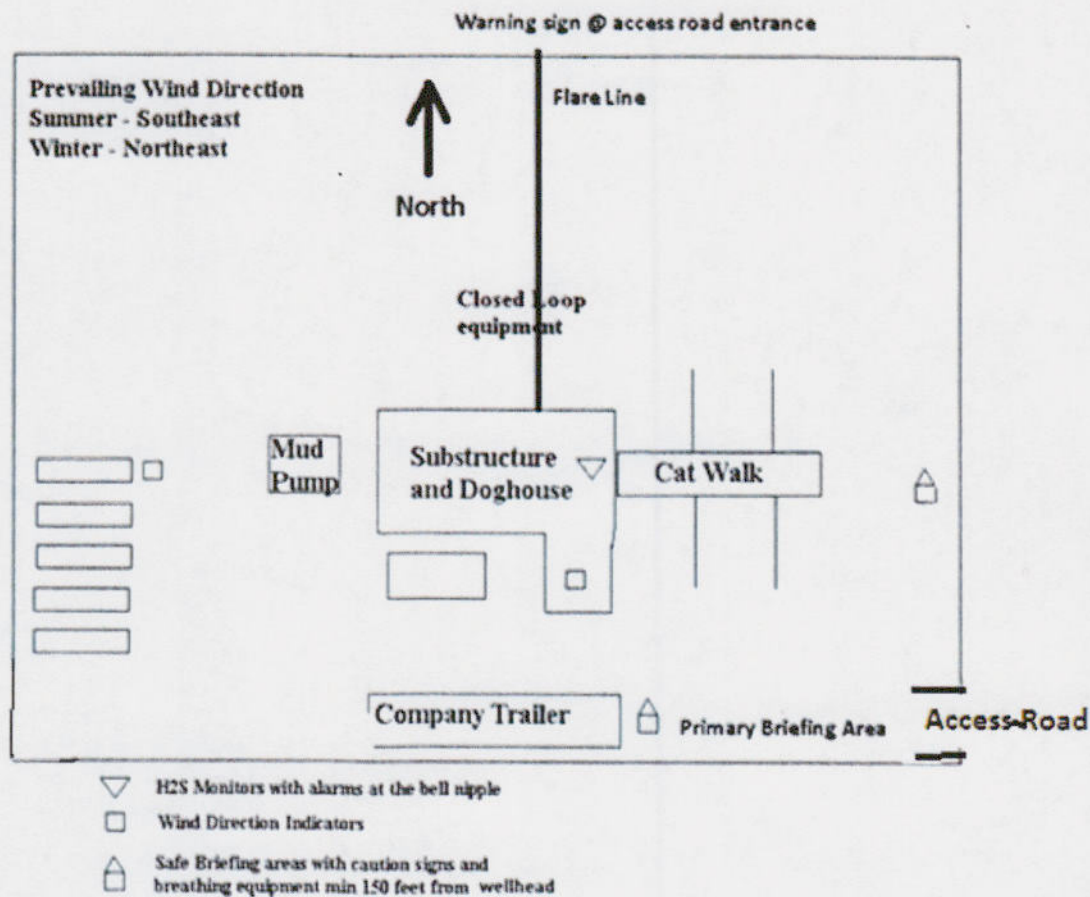 Warning sign @ access road entrance
Prevailing Wind Direction
Summer - Southeast
Winter - Northeast
Flare Line
North
Closed Loop
equipment
Mud
Pump
Substructure
and Doghouse
Cat Walk
Company Trailer
Primary Briefing Area
Access Road
H2S Monitors with alarms at the bell nipple
Wind Direction Indicators
Safe Briefing areas with caution signs and
breathing equipment min 150 feet from wellhead